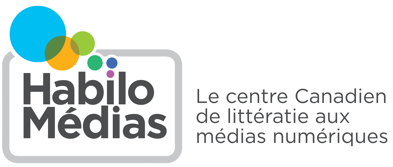 Habilo
Médias
Le centre Canadien
de littératie aux
médias numériques